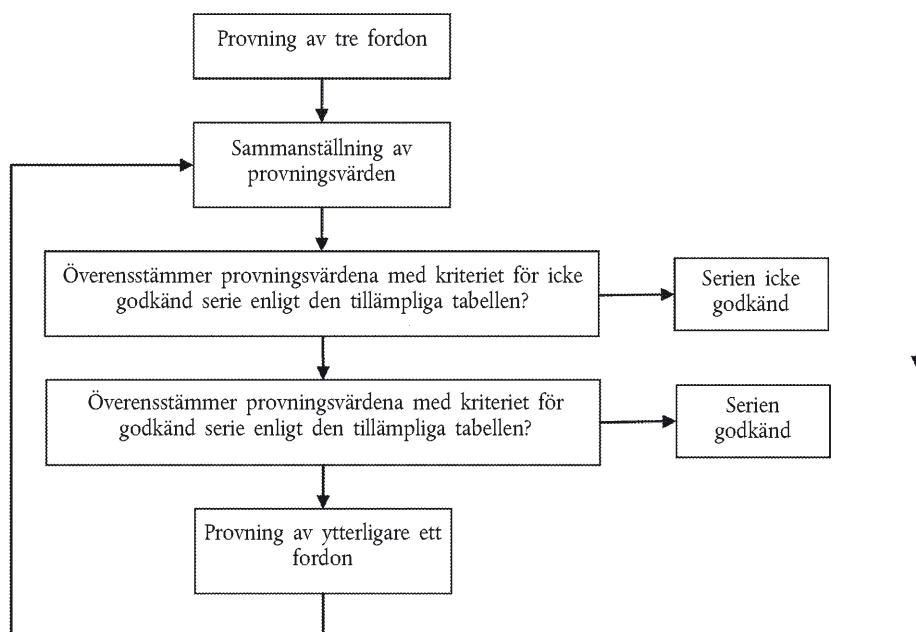 Provning av tre fordon
Sammanställning av
provningsvärden
Överensstämmer provningsvärdena med kriteriet för icke
godkänd serie enligt den tillämpliga tabellen?
Serien icke
godkänd
Överensstämmer provningsvärdena med kriteriet för
godkänd serie enligt den tillämpliga tabellen?
Serien
godkänd
Provning av ytterligare ett
fordon